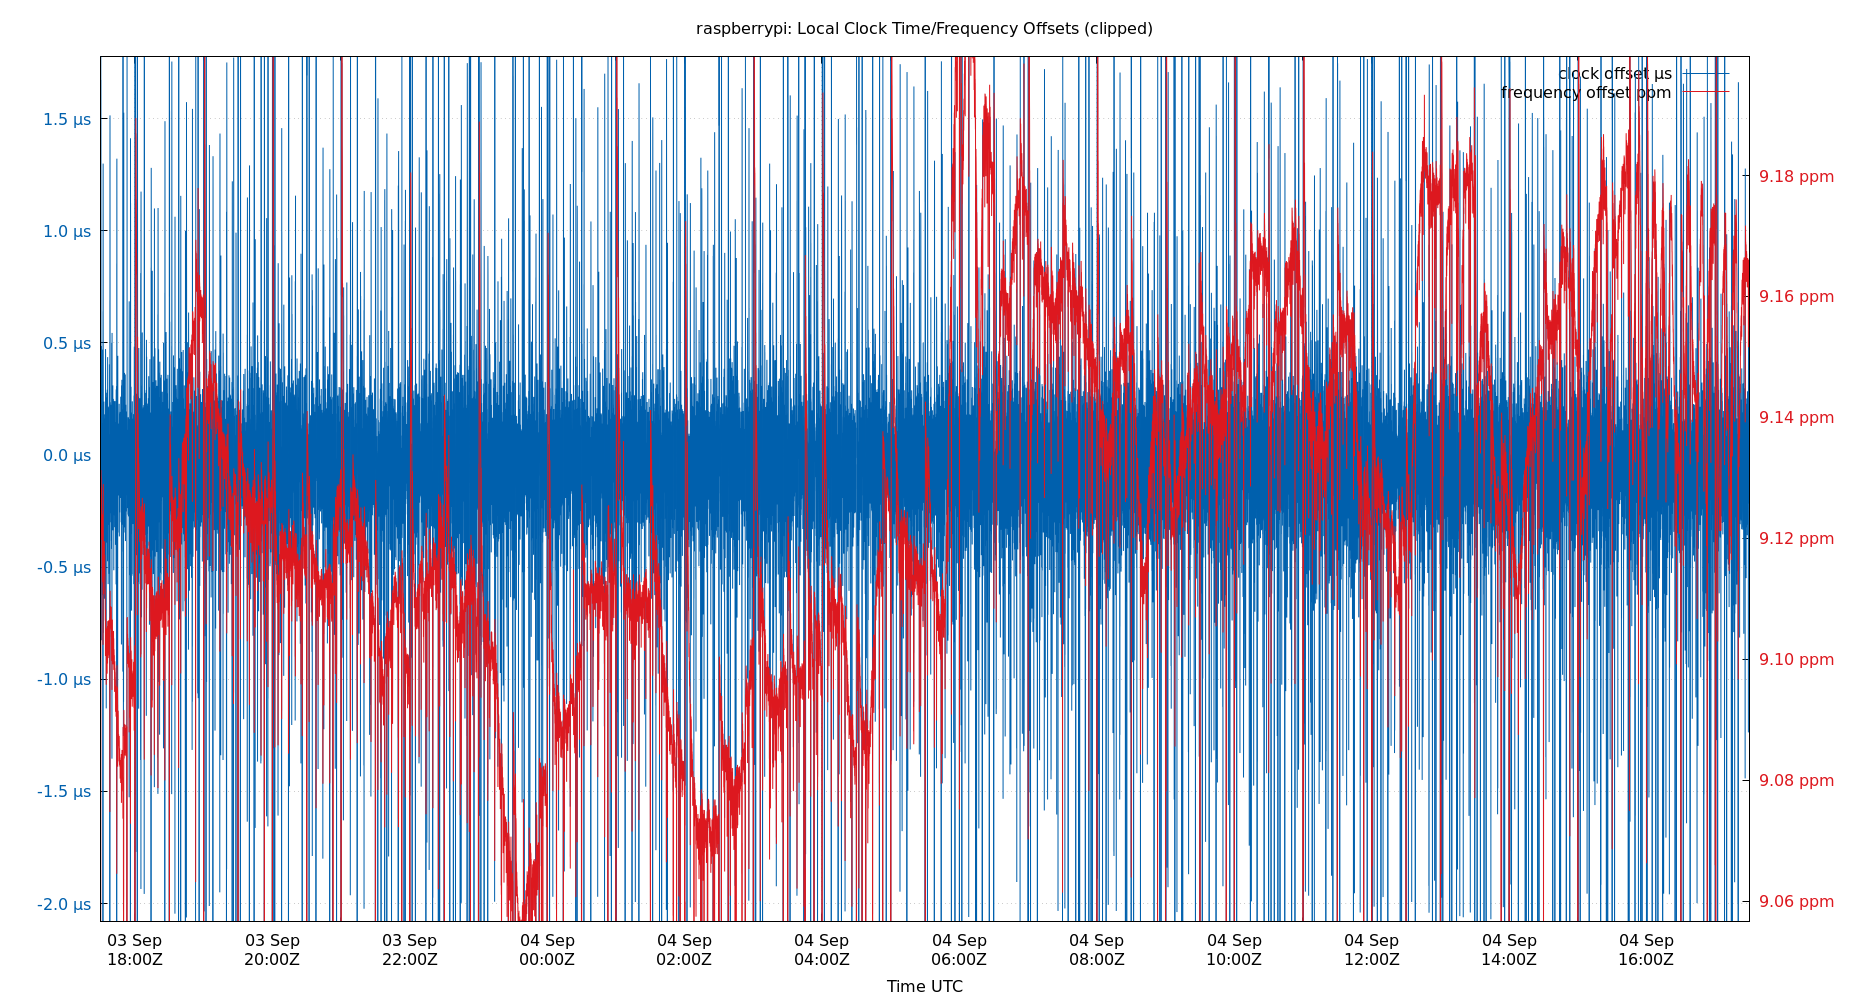 raspberrypi: Local Clock Time/Frequency Offsets (clipped)
clock offset µs
frequency offset ppm
1.5 µs
1.0 µs
0.5 µs
0.0 µs
-0.5 µs
-1.0 µs
-1.5 µs
-2.0 µs
9.18 ppm
9.16 ppm
9.14 ppm
9.12 ppm
9.10 ppm
9.08 ppm
9.06 ppm
03 Sep 03 Sep 03 Sep 04 Sep 04 Sep 04 Sep 04 Sep 04 Sep 04 Sep 04 Sep 04 Sep 04 Sep
18:00Z 20:00Z 22:00Z 00:00Z 02:00Z 04:00Z 06:00Z 08:00Z 10:00Z 12:00Z 14:00Z 16:00Z
Time UTC